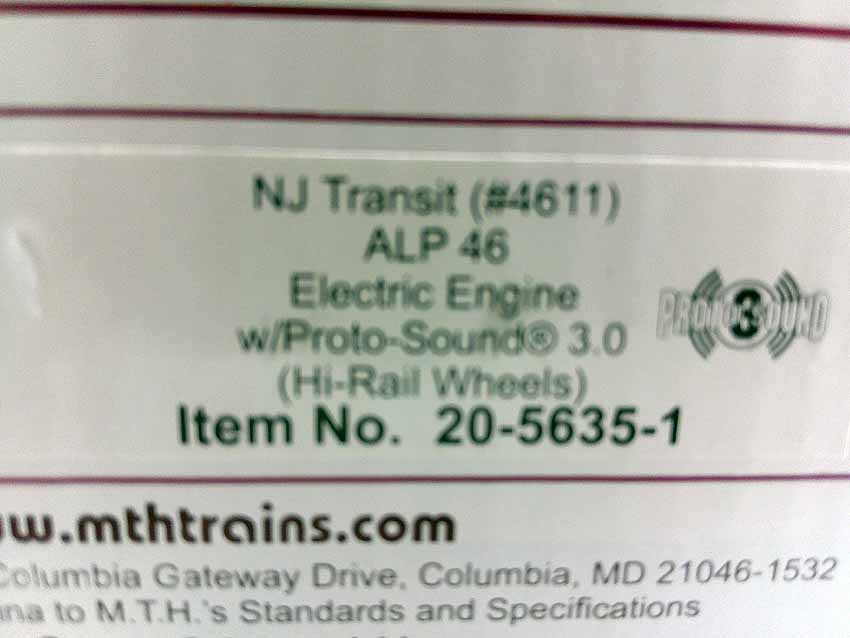 NJ Transit (#4611)
ALP 46
Electric Engine
w/Proto-Sound® 3.0
(Hi-Rail Wheels)
Item No. 20-5635-1
PROTO 3 SOUND
w.mthtrains.com
Columbia Gateway Drive, Columbia, MD 21046-1532
na to M.T.H.'s Standards and Specifications